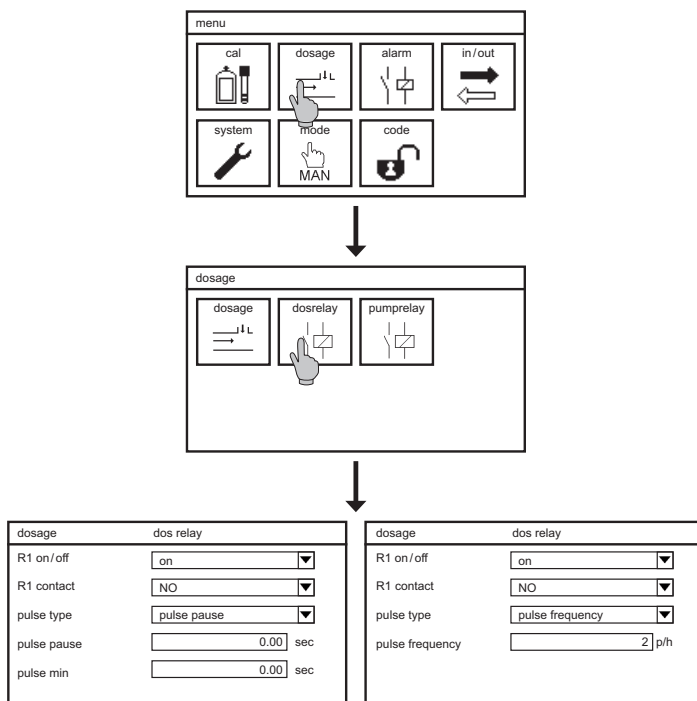 menu
cal dosage alarm in/out
system mode code
MAN
dosage
dosage dosrelay pumprelay
dosage dos relay
R1 on/off on
R1 contact NO
pulse type pulse pause
pulse pause 0.00 sec
pulse min 0.00 sec
dosage dos relay
R1 on/off on
R1 contact NO
pulse type pulse frequency
pulse frequency 2 p/h